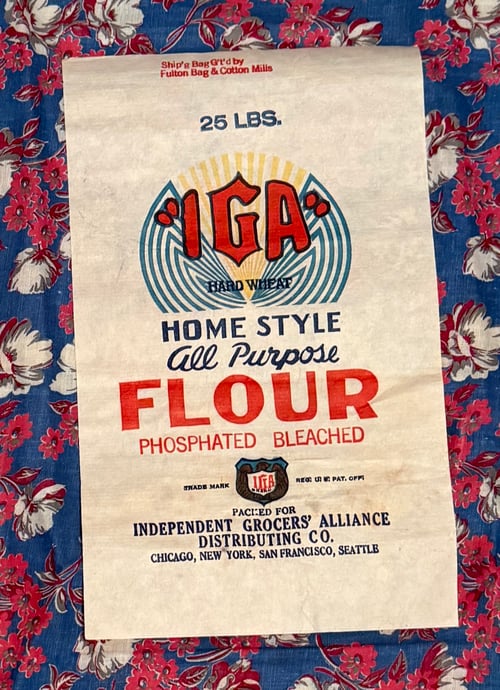 Ship'g Bag G't'd by
Fulton Bag & Cotton Mills
25 LBS.
"IGA"
HARD WHEAT
HOME STYLE
All Purpose
FLOUR
PHOSPHATED BLEACHED
TRADE MARK IGA REG. U. S. PAT. OFF.
PACKED FOR
INDEPENDENT GROCERS' ALLIANCE
DISTRIBUTING CO.
CHICAGO, NEW YORK, SAN FRANCISCO, SEATTLE